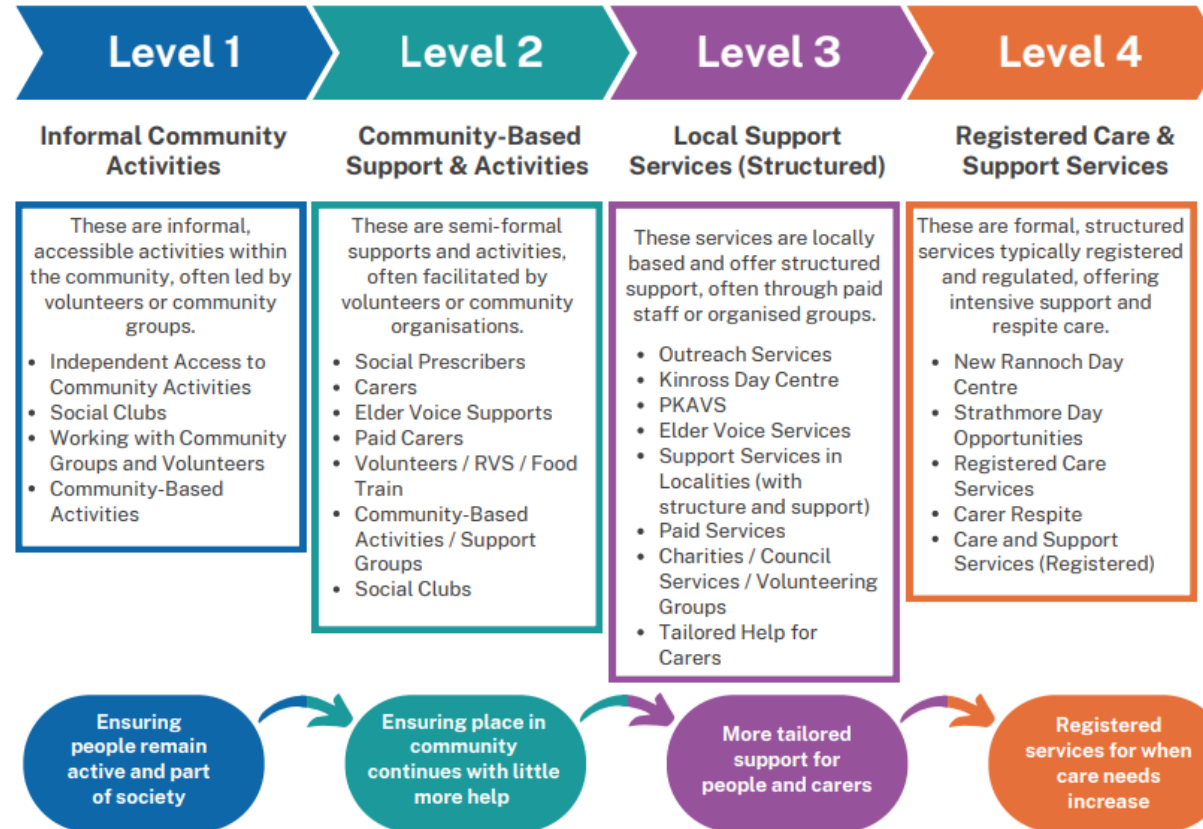 Level 1
Level 2
Level 3
Level 4
Informal Community
Activities
Community-Based
Support & Activities
Local Support
Services (Structured)
Registered Care &
Support Services
These are informal,
accessible activities within
the community, often led by
volunteers or community
groups.
• Independent Access to
Community Activities
• Social Clubs
• Working with Community
Groups and Volunteers
• Community-Based
Activities
These are semi-formal
supports and activities,
often facilitated by
volunteers or community
organisations.
• Social Prescribers
• Carers
• Elder Voice Supports
• Paid Carers
• Volunteers / RVS / Food
Train
• Community-Based
Activities / Support
Groups
• Social Clubs
These services are locally
based and offer structured
support, often through paid
staff or organised groups.
• Outreach Services
• Kinross Day Centre
• PKAVS
• Elder Voice Services
• Support Services in
Localities (with
structure and support)
• Paid Services
• Charities / Council
Services / Volunteering
Groups
• Tailored Help for
Carers
These are formal, structured
services typically registered
and regulated, offering
intensive support and
respite care.
• New Rannoch Day
Centre
• Strathmore Day
Opportunities
• Registered Care
Services
• Carer Respite
• Care and Support
Services (Registered)
Ensuring
people remain
active and part
of society
Ensuring place in
community
continues with little
more help
More tailored
support for
people and carers
Registered
services for when
care needs
increase